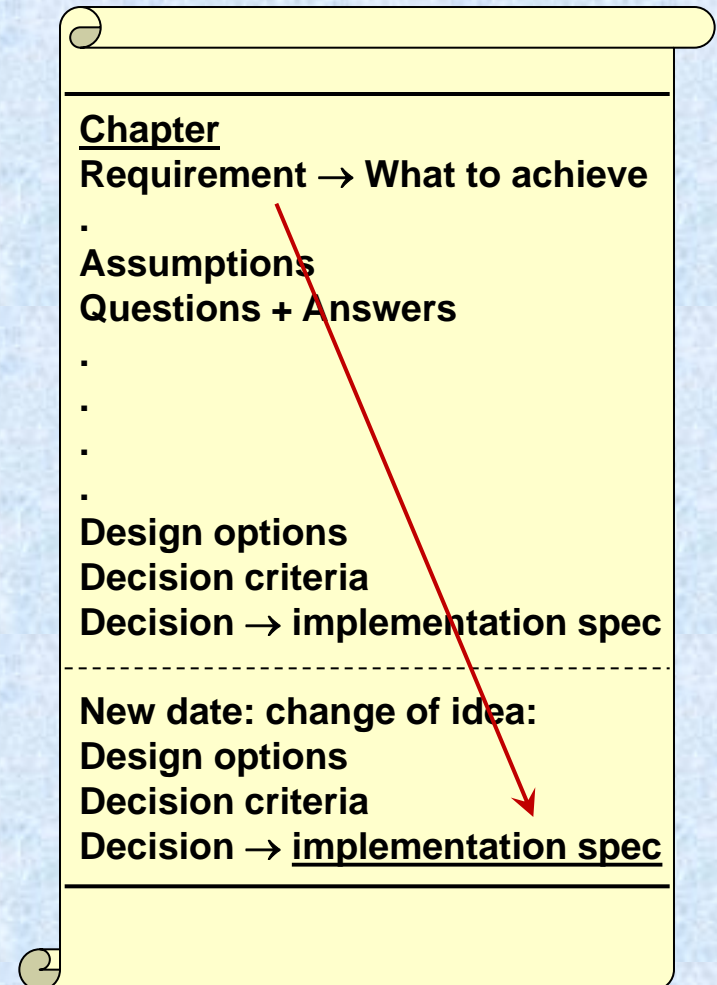 Chapter
Requirement → What to achieve
.
Assumptions
Questions + Answers
.
.
.
.
Design options
Decision criteria
Decision → implementation spec
New date: change of idea:
Design options
Decision criteria
Decision → implementation spec